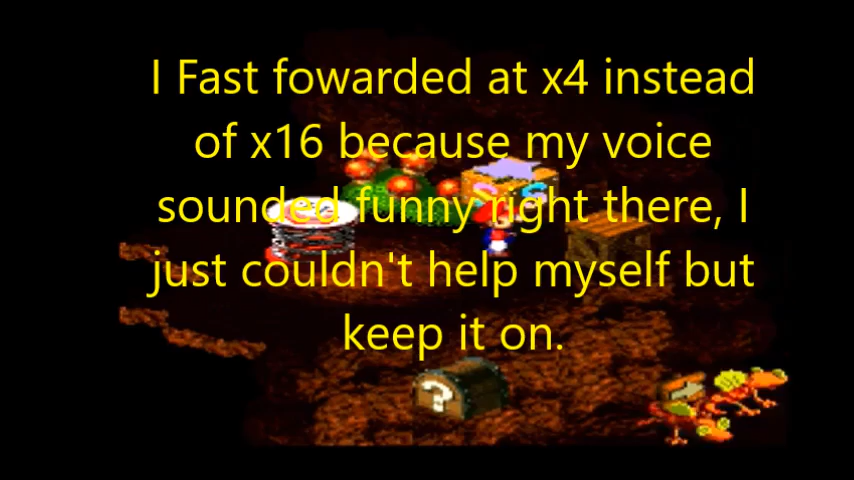 I Fast fowarded at x4 instead
of x16 because my voice
sounded funny right there, I
just couldn't help myself but
keep it on.
?